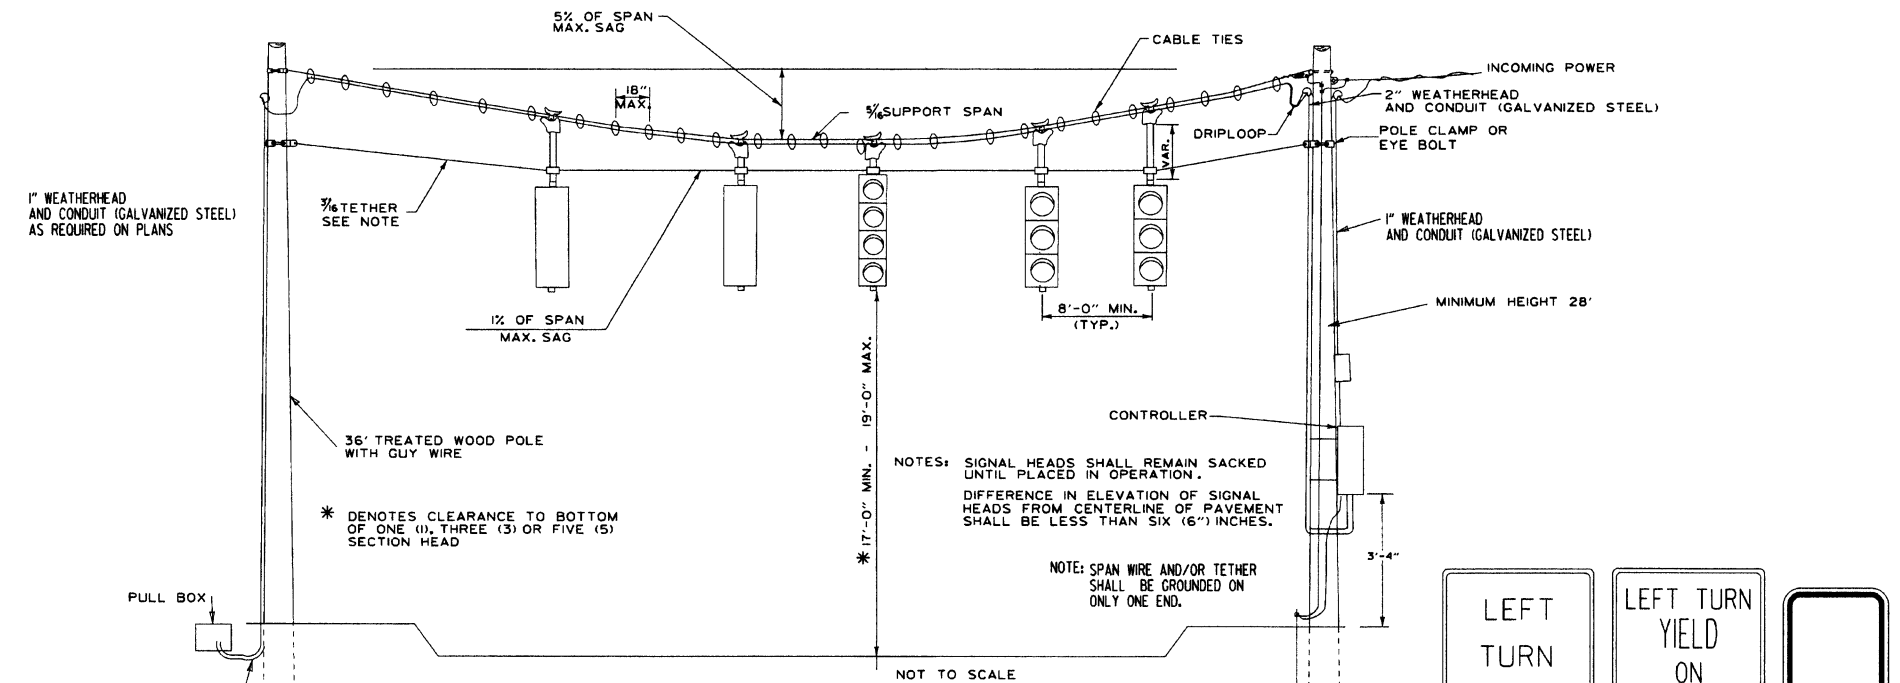 5% OF SPAN
MAX. SAG
CABLE TIES
INCOMING POWER
18"
MAX.
5/16 SUPPORT SPAN
2" WEATHERHEAD
AND CONDUIT (GALVANIZED STEEL)
DRIPLOOP
POLE CLAMP OR
EYE BOLT
VAR.
1" WEATHERHEAD
AND CONDUIT (GALVANIZED STEEL)
AS REQUIRED ON PLANS
3/16 TETHER
SEE NOTE
1" WEATHERHEAD
AND CONDUIT (GALVANIZED STEEL)
1% OF SPAN
MAX. SAG
8'-0" MIN.
(TYP.)
MINIMUM HEIGHT 28'
* 17'-0" MIN. - 19'-0" MAX.
CONTROLLER
36' TREATED WOOD POLE
WITH GUY WIRE
NOTES: SIGNAL HEADS SHALL REMAIN SACKED
UNTIL PLACED IN OPERATION.
DIFFERENCE IN ELEVATION OF SIGNAL
HEADS FROM CENTERLINE OF PAVEMENT
SHALL BE LESS THAN SIX (6") INCHES.
* DENOTES CLEARANCE TO BOTTOM
OF ONE (1), THREE (3) OR FIVE (5)
SECTION HEAD
3'-4"
NOTE: SPAN WIRE AND/OR TETHER
SHALL BE GROUNDED ON
ONLY ONE END.
PULL BOX
NOT TO SCALE
LEFT
TURN
LEFT TURN
YIELD
ON